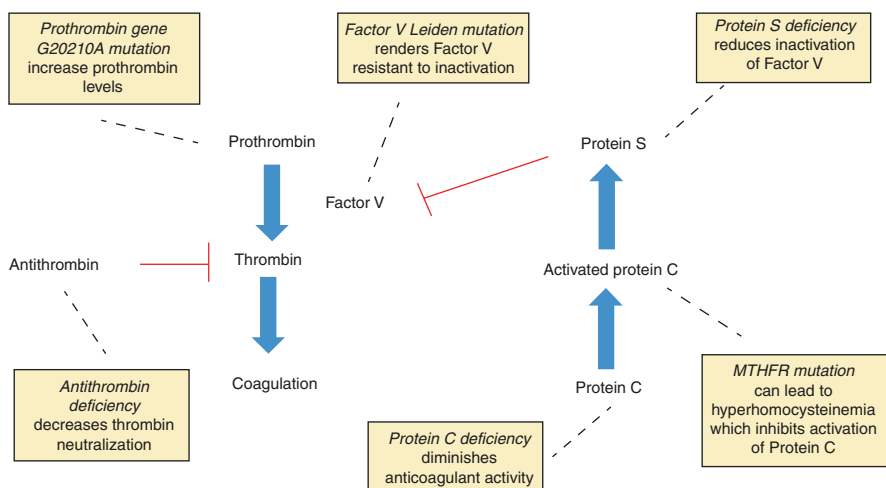 Prothrombin gene
G20210A mutation
increase prothrombin
levels
Factor V Leiden mutation
renders Factor V
resistant to inactivation
Protein S deficiency
reduces inactivation
of Factor V
Prothrombin
Protein S
Factor V
Antithrombin
Thrombin
Activated protein C
Coagulation
Protein C
Antithrombin
deficiency
decreases thrombin
neutralization
Protein C deficiency
diminishes
anticoagulant activity
MTHFR mutation
can lead to
hyperhomocysteinemia
which inhibits activation
of Protein C